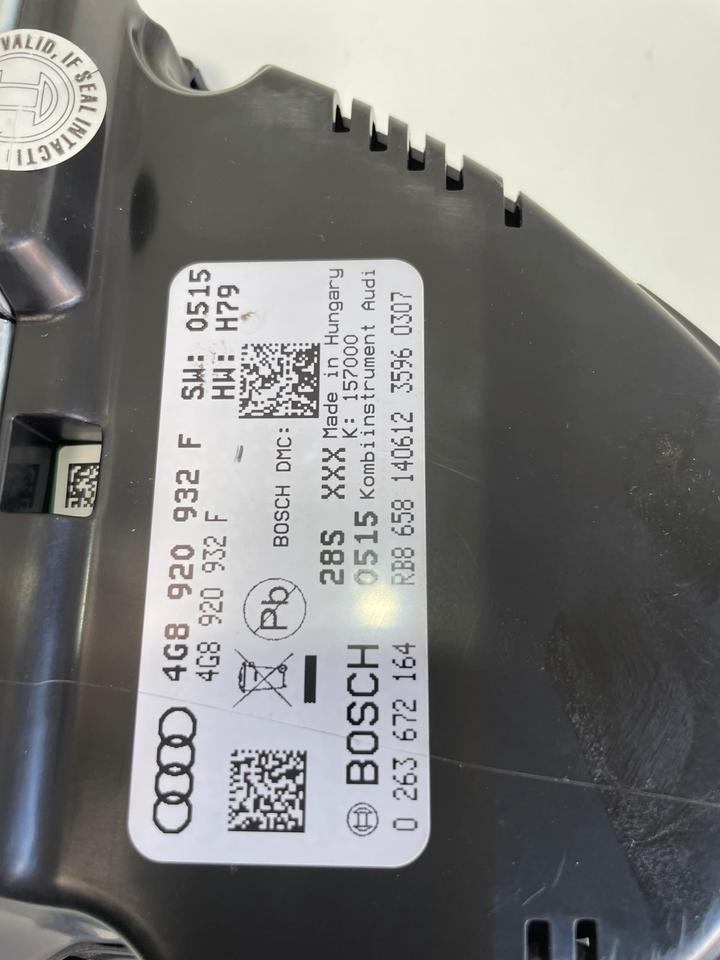 VALID, IF SEAL INTACT!
4G8 920 932 F SW: 0515
4G8 920 932 F HW: H79
BOSCH DMC:
Pb
28S XXX Made in Hungary
K: 157000
0515 Kombiinstrument Audi
BOSCH
0 263 672 164 RB8 658 140612 3596 0307